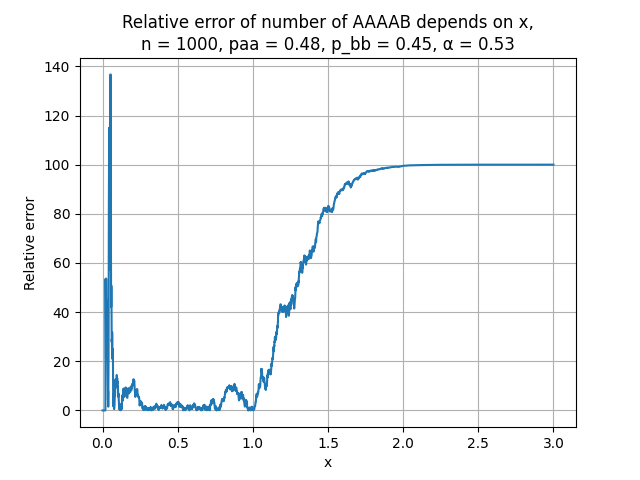 Relative error of number of AAAAB depends on x,
n = 1000, paa = 0.48, p_bb = 0.45, α = 0.53
140
120
100
80
60
40
20
0
Relative error
0.0 0.5 1.0 1.5 2.0 2.5 3.0
x